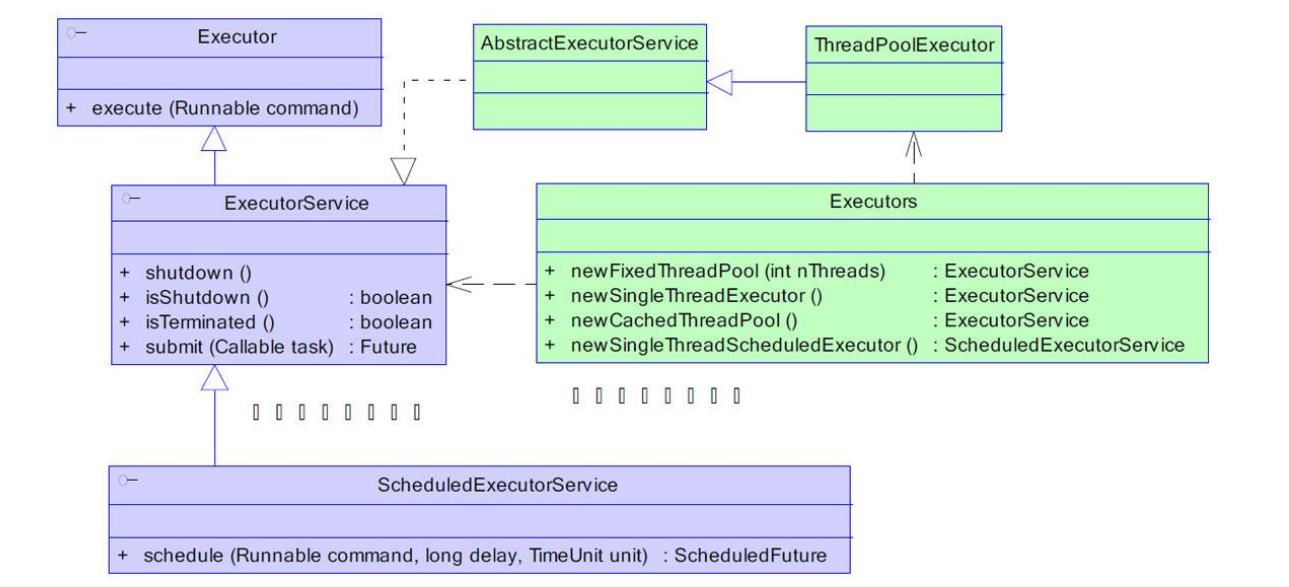 Executor
+ execute (Runnable command)
AbstractExecutorService
ThreadPoolExecutor
ExecutorService
+ shutdown ()
+ isShutdown () : boolean
+ isTerminated () : boolean
+ submit (Callable task) : Future
Executors
+ newFixedThreadPool (int nThreads) : ExecutorService
+ newSingleThreadExecutor () : ExecutorService
+ newCachedThreadPool () : ExecutorService
+ newSingleThreadScheduledExecutor () : ScheduledExecutorService
ScheduledExecutorService
+ schedule (Runnable command, long delay, TimeUnit unit) : ScheduledFuture